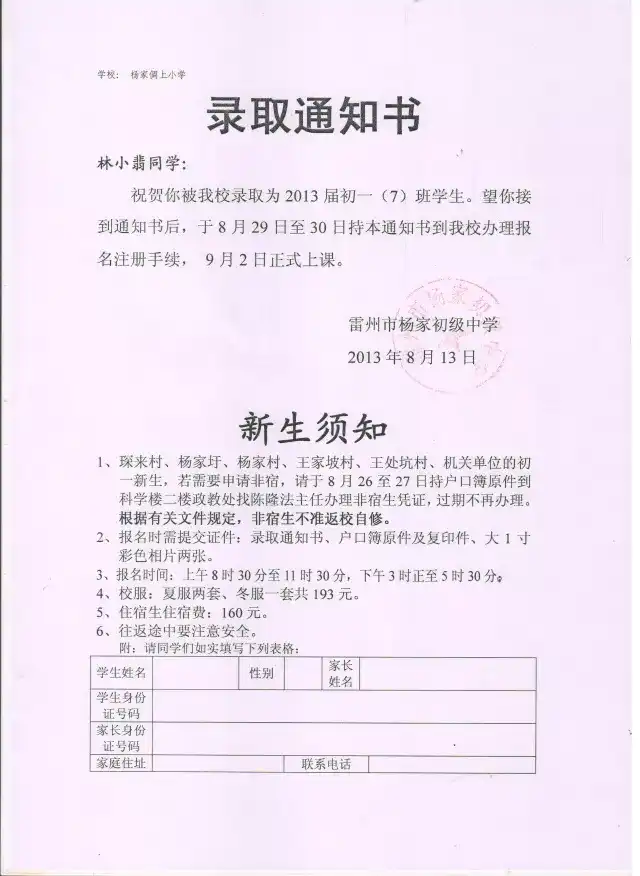 学校： 杨家倜上小学
录取通知书
林小翡同学：
祝贺你被我校录取为 2013 届初一（7）班学生。望你接
到通知书后，于 8 月 29 日至 30 日持本通知书到我校办理报
名注册手续， 9 月 2 日正式上课。
雷州市杨家初级中学
2013 年 8 月 13 日
新生须知
1、琛来村、杨家圩、杨家村、王家坡村、王处坑村、机关单位的初
一新生，若需要申请非宿，请于 8 月 26 至 27 日持户口簿原件到
科学楼二楼政教处找陈隆法主任办理非宿生凭证，过期不再办理。
根据有关文件规定，非宿生不准返校自修。
2、报名时需提交证件：录取通知书、户口簿原件及复印件、大 1 寸
彩色相片两张。
3、报名时间：上午 8 时 30 分至 11 时 30 分，下午 3 时正至 5 时 30 分。
4、校服：夏服两套、冬服一套共 193 元。
5、住宿生住宿费：160 元。
6、往返途中要注意安全。
附：请同学们如实填写下列表格：
学生姓名 性别 家长
姓名
学生身份
证号码
家长身份
证号码
家庭住址 联系电话